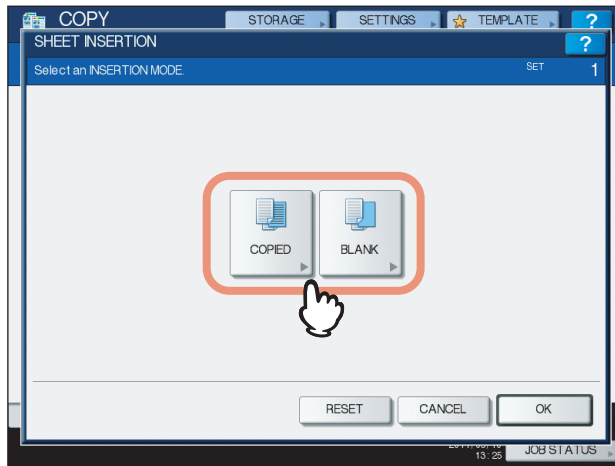 COPY STORAGE SETTINGS TEMPLATE ?
SHEET INSERTION ?
Select an INSERTION MODE. SET 1
COPIED BLANK
RESET CANCEL OK
13:25 JOB STATUS